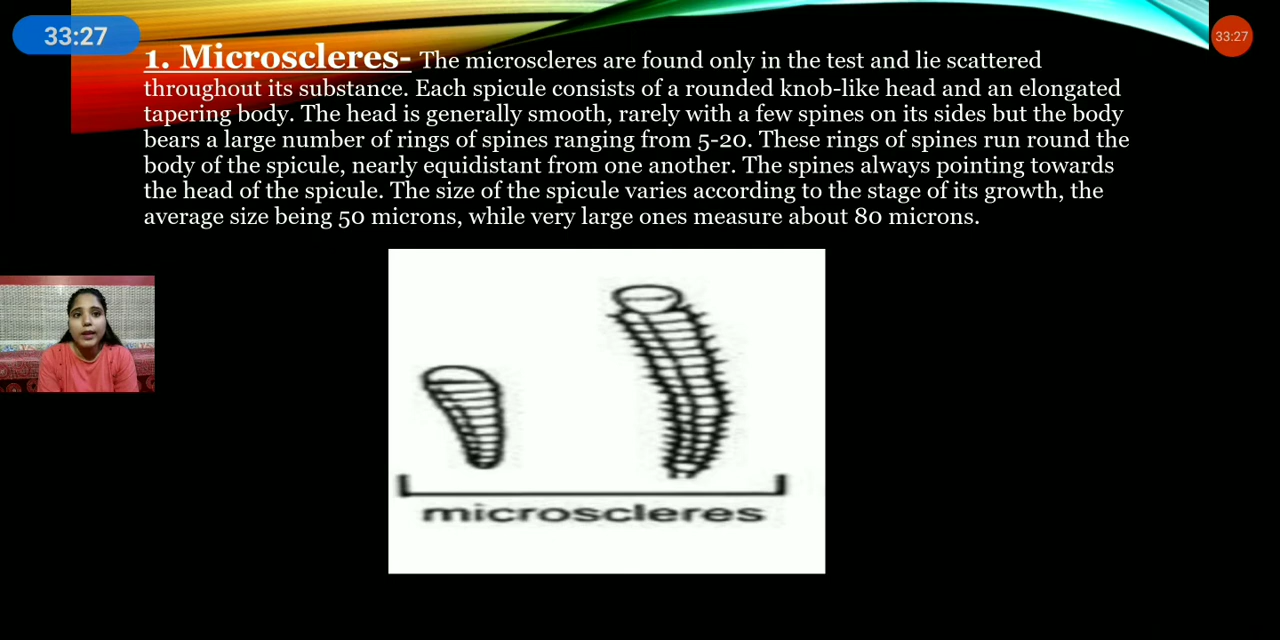 33:27
33:27
1. Microscleres- The microscleres are found only in the test and lie scattered
throughout its substance. Each spicule consists of a rounded knob-like head and an elongated
tapering body. The head is generally smooth, rarely with a few spines on its sides but the body
bears a large number of rings of spines ranging from 5-20. These rings of spines run round the
body of the spicule, nearly equidistant from one another. The spines always pointing towards
the head of the spicule. The size of the spicule varies according to the stage of its growth, the
average size being 50 microns, while very large ones measure about 80 microns.
microscleres